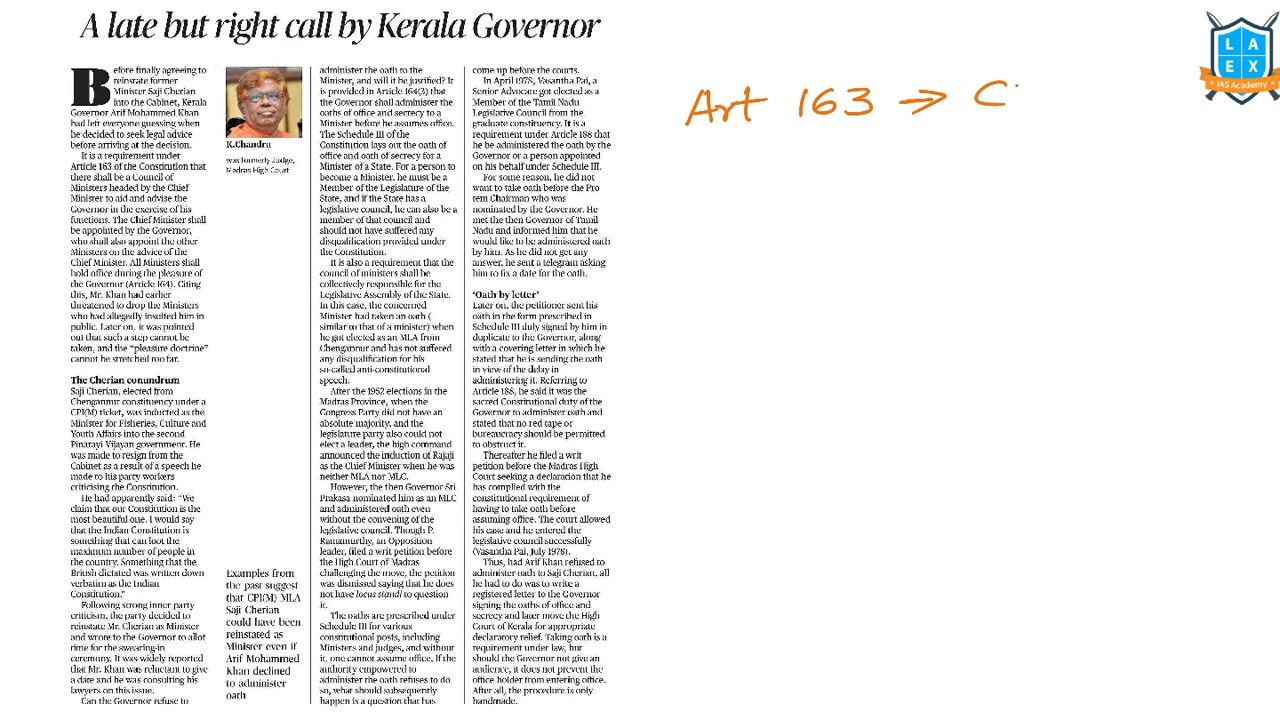 A late but right call by Kerala Governor
Before finally agreeing to
reinstate former
Minister Saji Cherian
into the Cabinet, Kerala
Governor Arif Mohammed Khan
had left everyone guessing when
he decided to seek legal advice
before arriving at the decision.
It is a requirement under
Article 163 of the Constitution that
there shall be a Council of
Ministers headed by the Chief
Minister to aid and advise the
Governor in the exercise of his
functions. The Chief Minister shall
be appointed by the Governor,
who shall also appoint the other
Ministers on the advice of the
Chief Minister. All Ministers shall
hold office during the pleasure of
the Governor (Article 164). Citing
this, Mr. Khan had earlier
threatened to drop the Ministers
who had allegedly insulted him in
public. Later on, it was pointed
out that such a step cannot be
taken, and the “pleasure doctrine”
cannot be stretched too far.
The Cherian conundrum
Saji Cherian, elected from
Chengannur constituency under a
CPI(M) ticket, was inducted as the
Minister for Fisheries, Culture and
Youth Affairs into the second
Pinarayi Vijayan government. He
was made to resign from the
Cabinet as a result of a speech he
made to his party workers
criticising the Constitution.
He had apparently said: “We
claim that our Constitution is the
most beautiful one. I would say
that the Indian Constitution is
something that can loot the
maximum number of people in
the country. Something that the
British dictated was written down
verbatim as the Indian
Constitution.”
Following strong inner party
criticism, the party decided to
reinstate Mr. Cherian as Minister
and wrote to the Governor to allot
time for the swearing-in
ceremony. It was widely reported
that Mr. Khan was reluctant to give
a date and he was consulting his
lawyers on this issue.
Can the Governor refuse to
K.Chandru
was formerly Judge,
Madras High Court
Examples from
the past suggest
that CPI(M) MLA
Saji Cherian
could have been
reinstated as
Minister even if
Arif Mohammed
Khan declined
to administer
oath
administer the oath to the
Minister, and will it be justified? It
is provided in Article 164(3) that
the Governor shall administer the
oaths of office and secrecy to a
Minister before he assumes office.
The Schedule III of the
Constitution lays out the oath of
office and oath of secrecy for a
Minister of a State. For a person to
become a Minister, he must be a
Member of the Legislature of the
State, and if the State has a
legislative council, he can also be a
member of that council and
should not have suffered any
disqualification provided under
the Constitution.
It is also a requirement that the
council of ministers shall be
collectively responsible for the
Legislative Assembly of the State.
In this case, the concerned
Minister had taken an oath (
similar to that of a minister) when
he got elected as an MLA from
Chengannur and has not suffered
any disqualification for his
so-called anti-constitutional
speech.
After the 1952 elections in the
Madras Province, when the
Congress Party did not have an
absolute majority, and the
legislature party also could not
elect a leader, the high command
announced the induction of Rajaji
as the Chief Minister when he was
neither MLA nor MLC.
However, the then Governor Sri
Prakasa nominated him as an MLC
and administered oath even
without the convening of the
legislative council. Though P.
Ramamurthy, an Opposition
leader, filed a writ petition before
the High Court of Madras
challenging the move, the petition
was dismissed saying that he does
not have locus standi to question
it.
The oaths are prescribed under
Schedule III for various
constitutional posts, including
Ministers and judges, and without
it, one cannot assume office. If the
authority empowered to
administer the oath refuses to do
so, what should subsequently
happen is a question that has
come up before the courts.
In April 1978, Vasantha Pai, a
Senior Advocate got elected as a
Member of the Tamil Nadu
Legislative Council from the
graduate constituency. It is a
requirement under Article 188 that
he be administered the oath by the
Governor or a person appointed
on his behalf under Schedule III.
For some reason, he did not
want to take oath before the Pro
tem Chairman who was
nominated by the Governor. He
met the then Governor of Tamil
Nadu and informed him that he
would like to be administered oath
by him. As he did not get any
answer, he sent a telegram asking
him to fix a date for the oath.
‘Oath by letter’
Later on, the petitioner sent his
oath in the form prescribed in
Schedule III duly signed by him in
duplicate to the Governor, along
with a covering letter in which he
stated that he is sending the oath
in view of the delay in
administering it. Referring to
Article 188, he said it was the
sacred Constitutional duty of the
Governor to administer oath and
stated that no red tape or
bureaucracy should be permitted
to obstruct it.
Thereafter he filed a writ
petition before the Madras High
Court seeking a declaration that he
has complied with the
constitutional requirement of
having to take oath before
assuming office. The court allowed
his case and he entered the
legislative council successfully
(Vasantha Pai, July 1978).
Thus, had Arif Khan refused to
administer oath to Saji Cherian, all
he had to do was to write a
registered letter to the Governor
signing the oaths of office and
secrecy and later move the High
Court of Kerala for appropriate
declaratory relief. Taking oath is a
requirement under law, but
should the Governor not give an
audience, it does not prevent the
office holder from entering office.
After all, the procedure is only
handmade.
Art 163 → C
L A
E X
IAS Academy